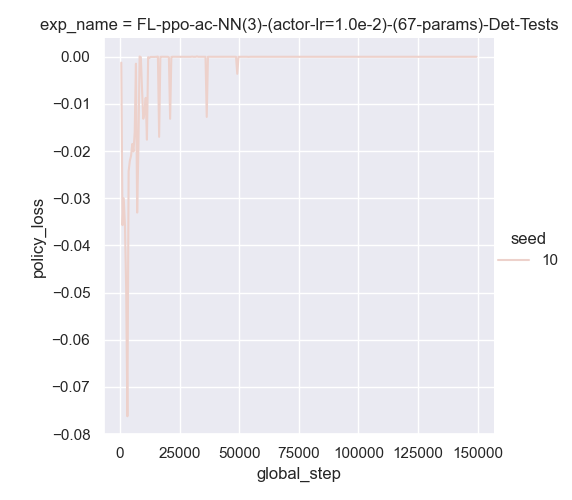 exp_name = FL-ppo-ac-NN(3)-(actor-lr=1.0e-2)-(67-params)-Det-Tests
0.00
−0.01
−0.02
−0.03
−0.04
−0.05
−0.06
−0.07
−0.08
policy_loss
0 25000 50000 75000 100000 125000 150000
global_step
seed
10